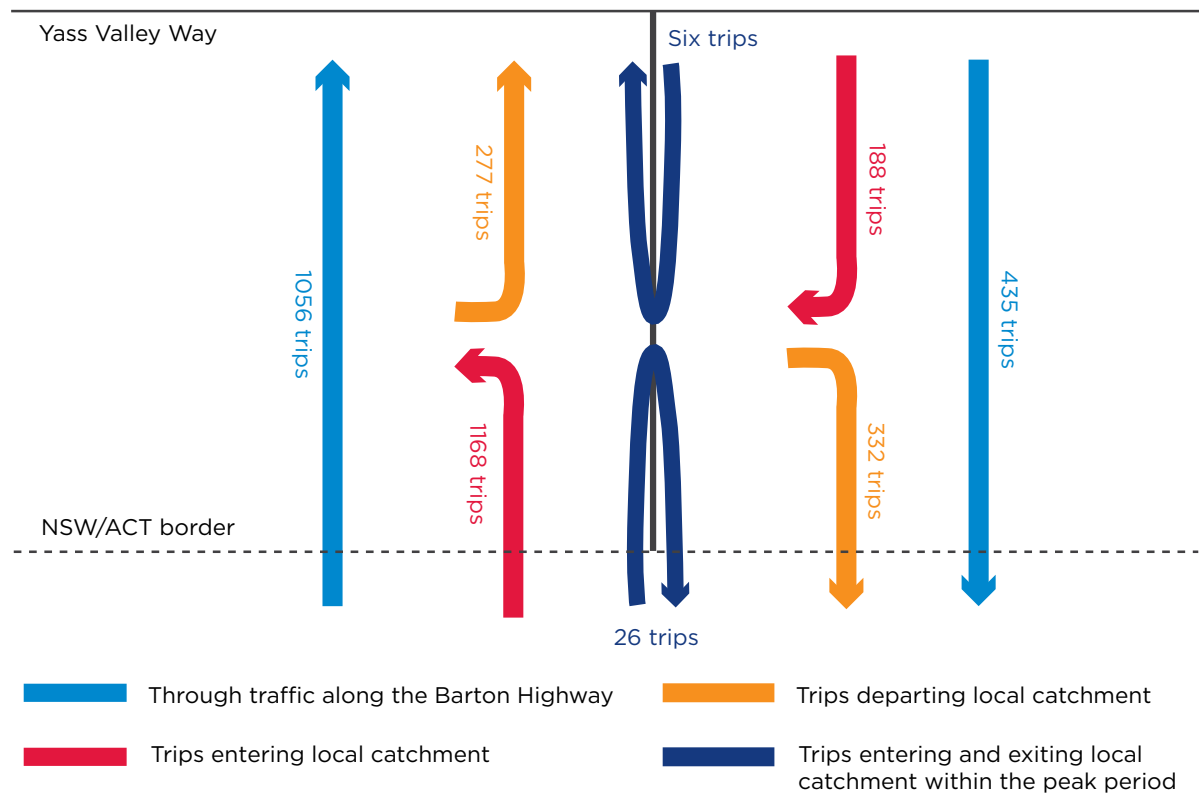 Yass Valley Way
Six trips
277 trips
188 trips
1056 trips
435 trips
1168 trips
332 trips
NSW/ACT border
26 trips
Through traffic along the Barton Highway
Trips departing local catchment
Trips entering local catchment
Trips entering and exiting local
catchment within the peak period